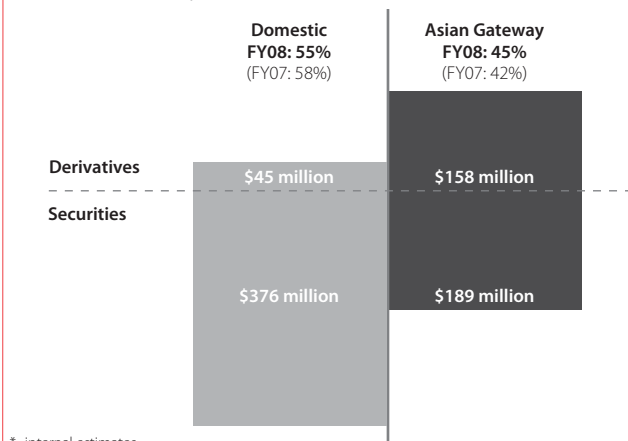 Domestic
FY08: 55%
(FY07: 58%)
Asian Gateway
FY08: 45%
(FY07: 42%)
Derivatives
$45 million
$158 million
Securities
$376 million
$189 million
* internal estimates